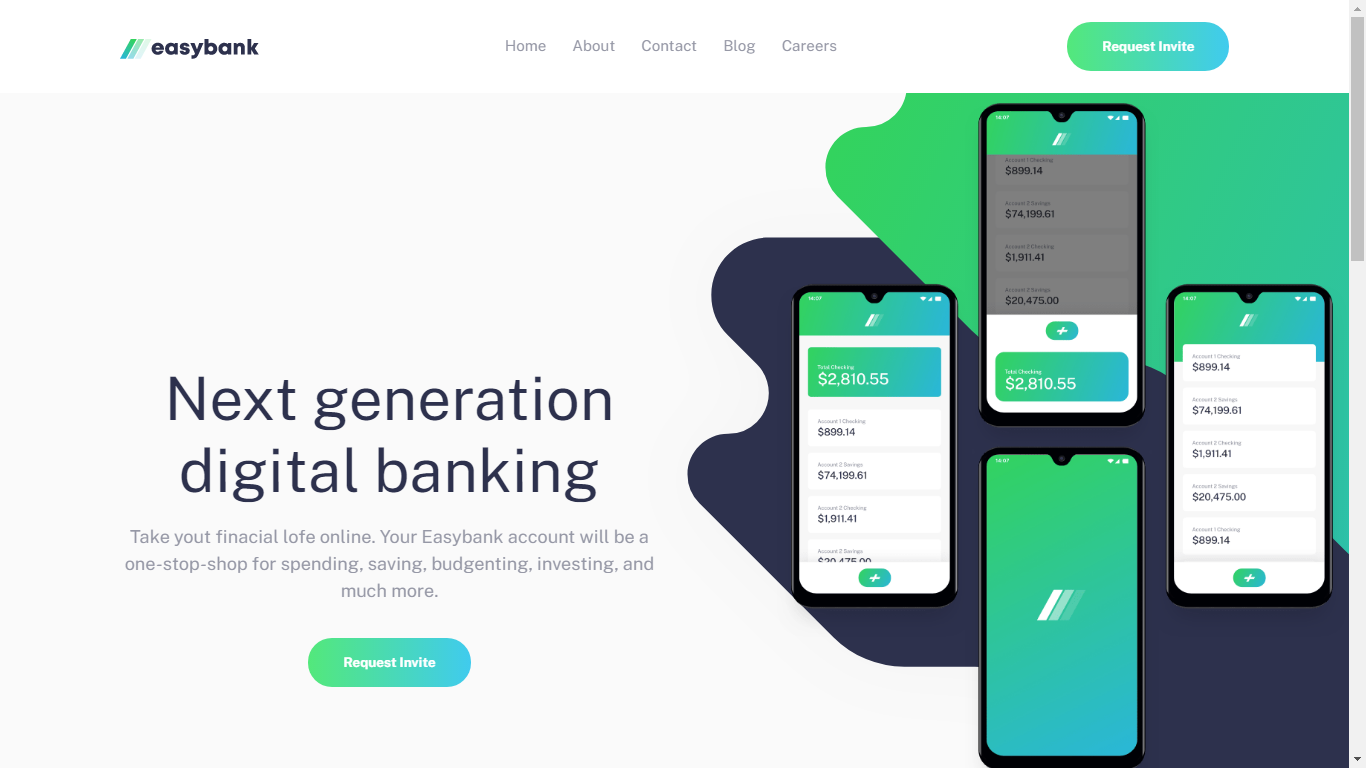 easybank
Home
About
Contact
Blog
Careers
Request Invite
Next generation
digital banking
Take yout finacial lofe online. Your Easybank account will be a
one-stop-shop for spending, saving, budgenting, investing, and
much more.
Request Invite
14:07
Total Checking
$2,810.55
Account 1 Checking
$899.14
Account 2 Savings
$74,199.61
Account 2 Checking
$1,911.41
Account 2 Savings
$20,475.00
14:07
Account 1 Checking
$899.14
Account 2 Savings
$74,199.61
Account 2 Checking
$1,911.41
Account 2 Savings
$20,475.00
Total Checking
$2,810.55
14:07
14:07
Account 1 Checking
$899.14
Account 2 Savings
$74,199.61
Account 2 Checking
$1,911.41
Account 2 Savings
$20,475.00
Account 1 Checking
$899.14